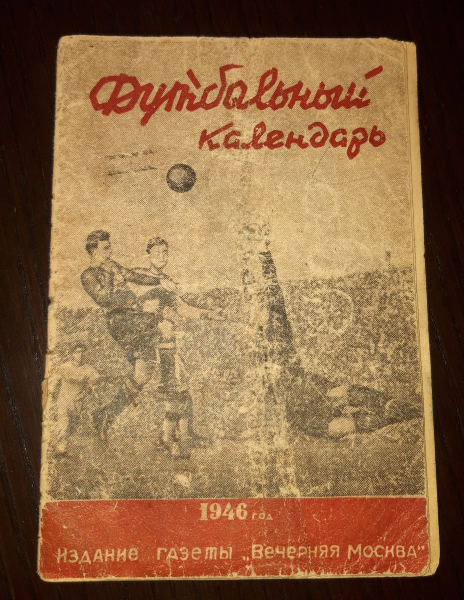 Футбольный
календарь
1946 год
издание газеты „Вечерняя Москва"